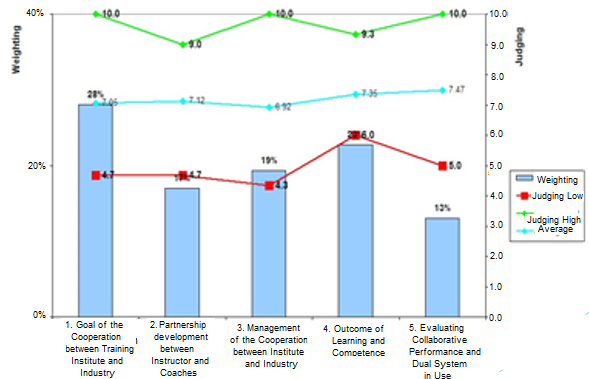 40%
10.0
10.0
10.0
10.0
Weighting
Judging
9.3
9.0
9.0
8.0
28%
7.05
7.12
6.92
7.35
7.47
7.0
6.0
6.0
20%
19%
4.7
4.7
4.3
5.0
5.0
4.0
13%
3.0
2.0
1.0
0%
0.0
Weighting
Judging Low
Judging High
Average
1. Goal of the
Cooperation
between Training
Institute and
Industry
2. Partnership
development
between
Instructor and
Coaches
3. Management
of the Cooperation
between Institute
and Industry
4. Outcome of
Learning and
Competence
5. Evaluating
Collaborative
Performance and
Dual System
in Use